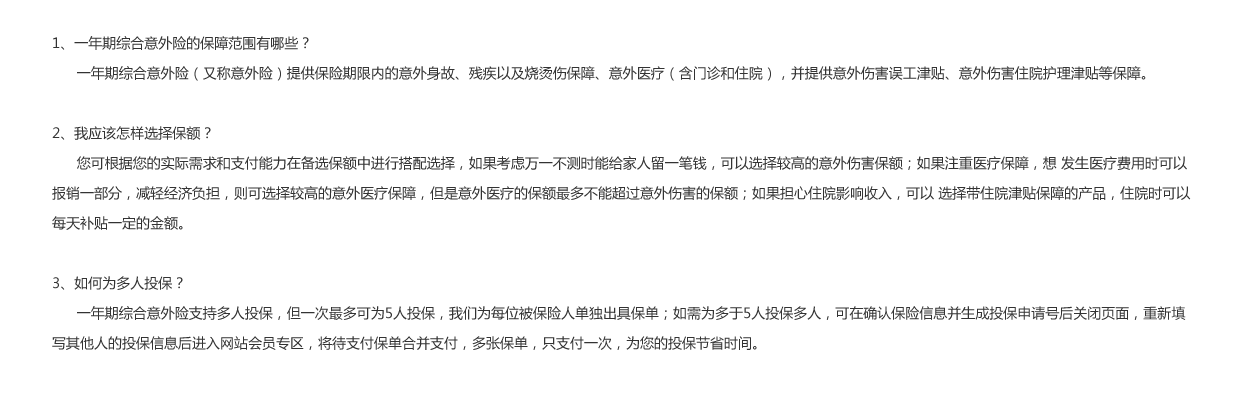 1、一年期综合意外险的保障范围有哪些？
一年期综合意外险（又称意外险）提供保险期限内的意外身故、残疾以及烧烫伤保障、意外医疗（含门诊和住院），并提供意外伤害误工津贴、意外伤害住院护理津贴等保障。
2、我应该怎样选择保额？
您可根据您的实际需求和支付能力在备选保额中进行搭配选择，如果考虑万一不测时能给家人留一笔钱，可以选择较高的意外伤害保额；如果注重医疗保障，想 发生医疗费用时可以
报销一部分，减轻经济负担，则可选择较高的意外医疗保障，但是意外医疗的保额最多不能超过意外伤害的保额；如果担心住院影响收入，可以 选择带住院津贴保障的产品，住院时可以
每天补贴一定的金额。
3、如何为多人投保？
一年期综合意外险支持多人投保，但一次最多可为5人投保，我们为每位被保险人单独出具保单；如需为多于5人投保多人，可在确认保险信息并生成投保申请号后关闭页面，重新填
写其他人的投保信息后进入网站会员专区，将待支付保单合并支付，多张保单，只支付一次，为您的投保节省时间。